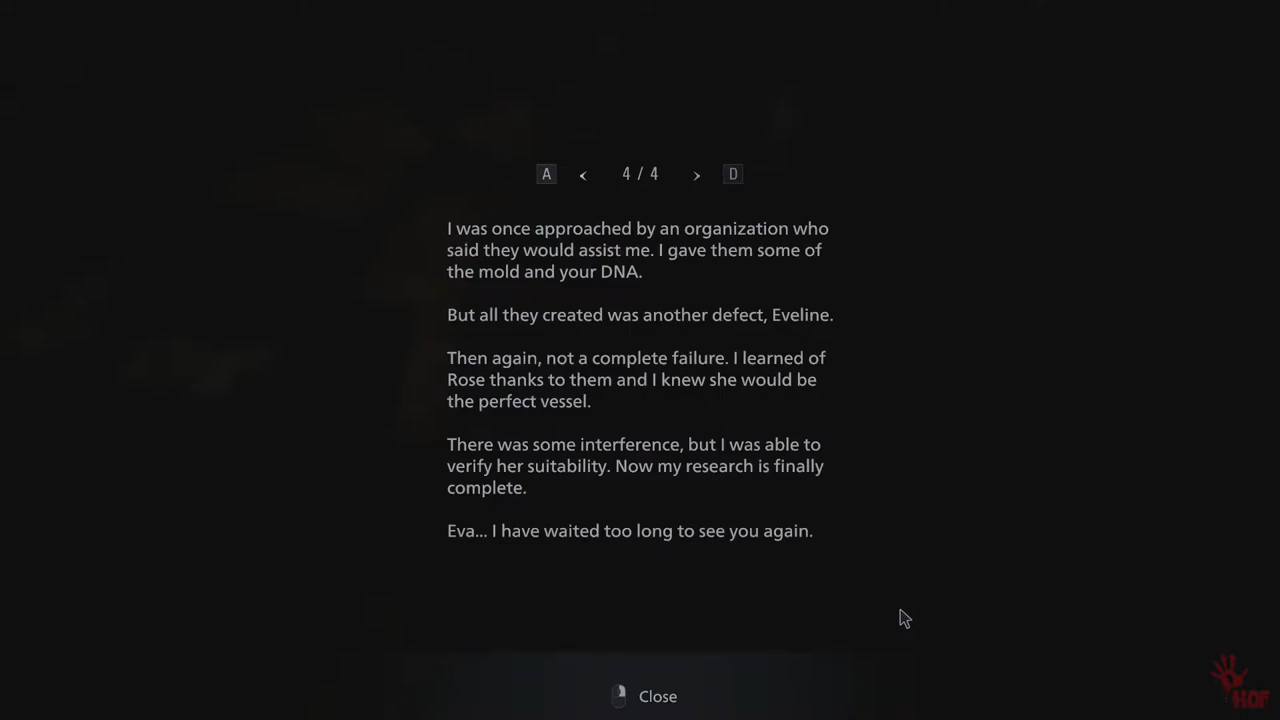 A < 4 / 4 > D
I was once approached by an organization who
said they would assist me. I gave them some of
the mold and your DNA.
But all they created was another defect, Eveline.
Then again, not a complete failure. I learned of
Rose thanks to them and I knew she would be
the perfect vessel.
There was some interference, but I was able to
verify her suitability. Now my research is finally
complete.
Eva... I have waited too long to see you again.
Close
HOF